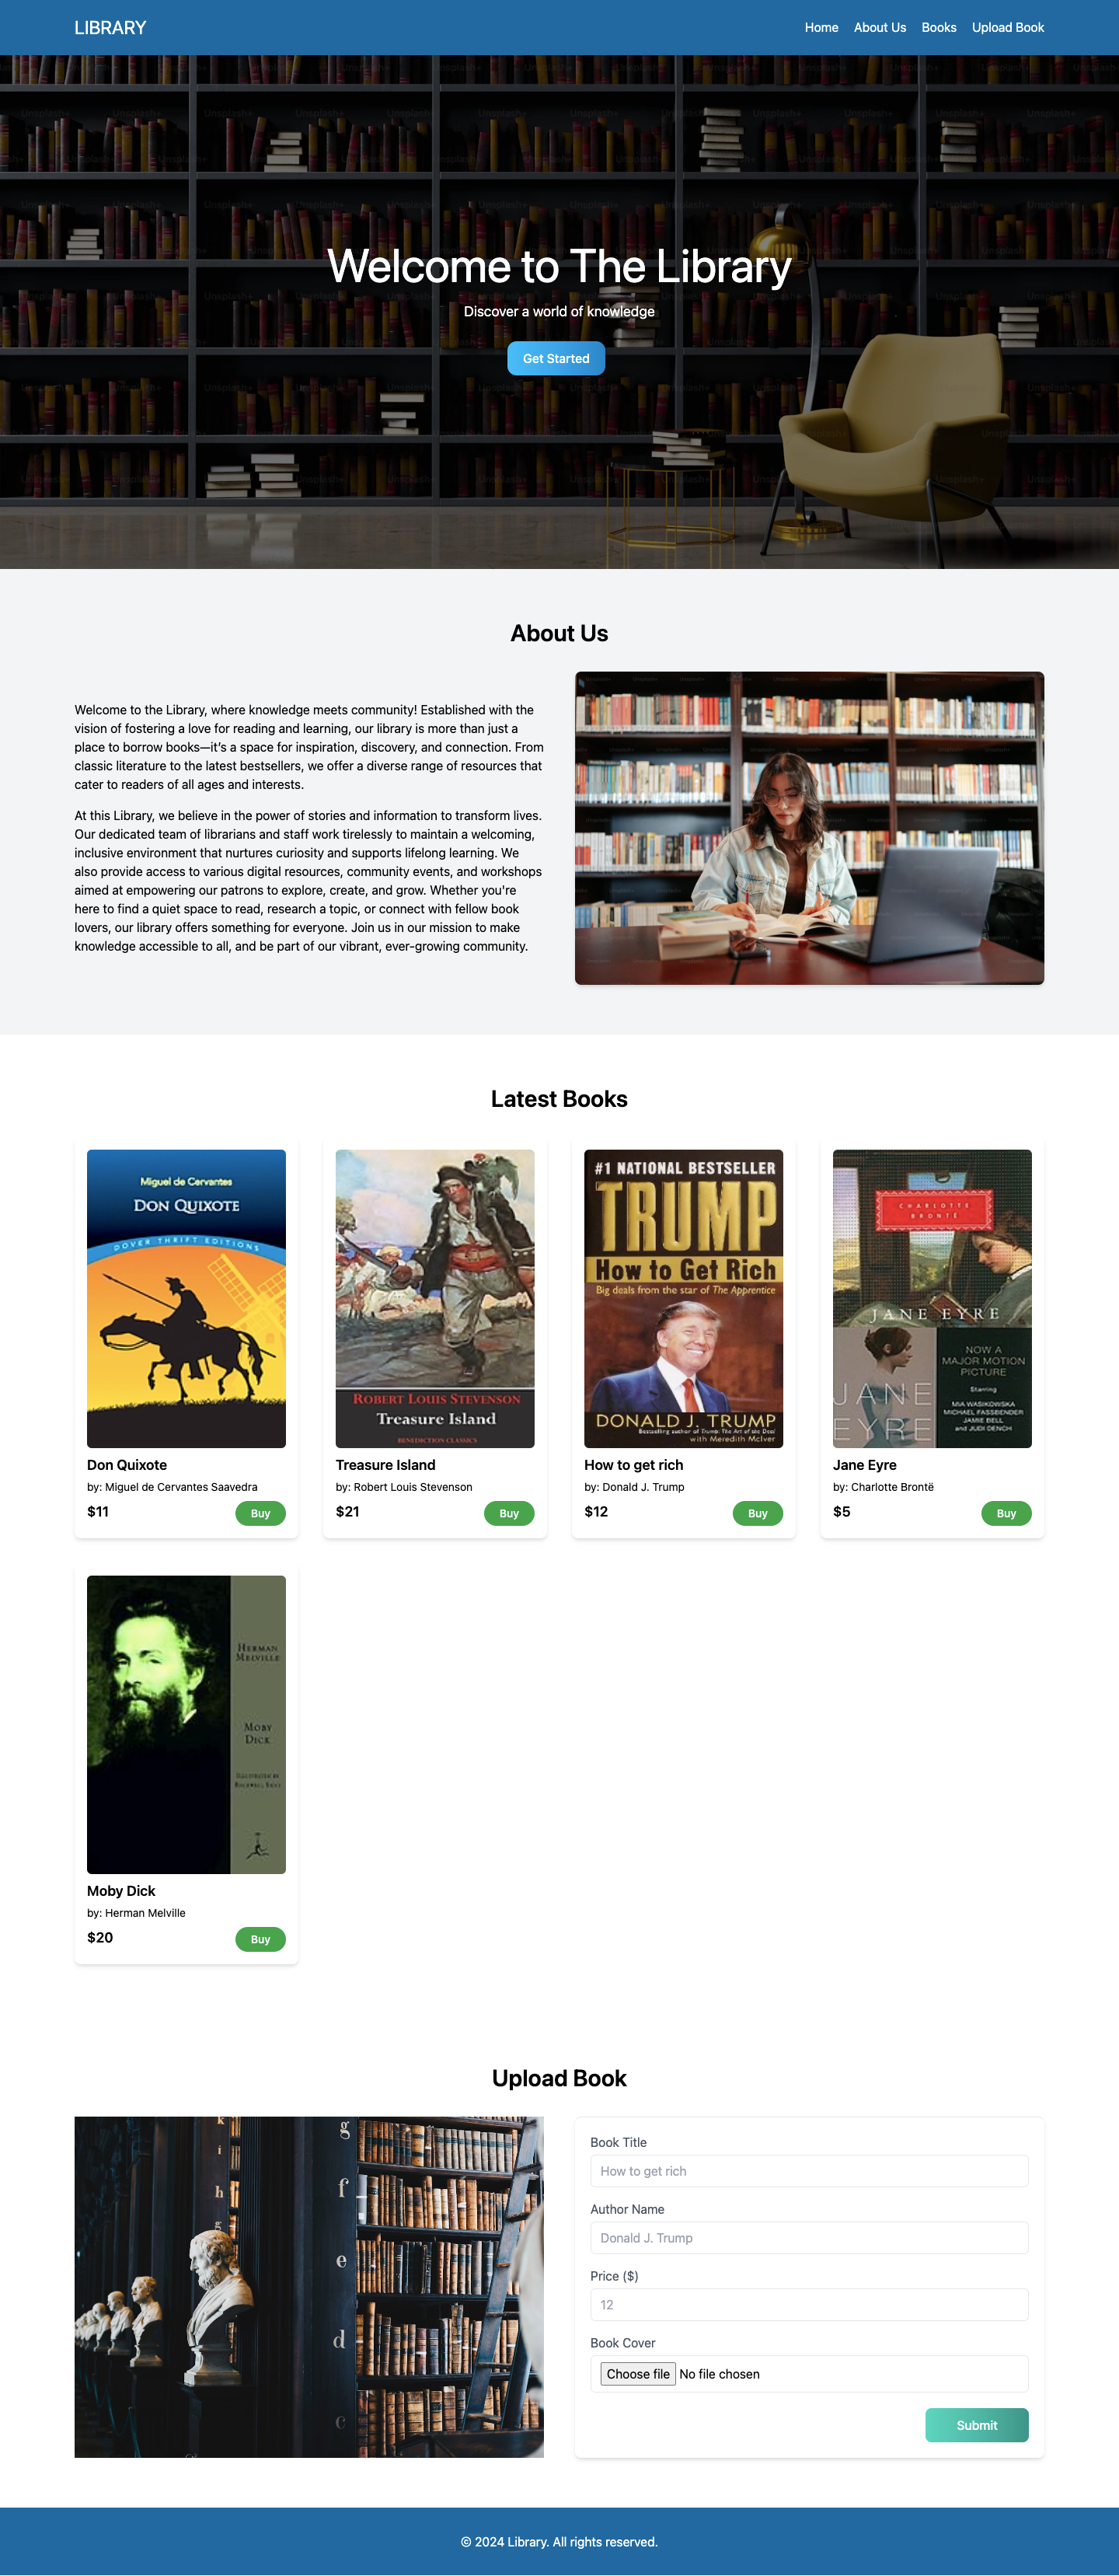 LIBRARY
Home About Us Books Upload Book
Welcome to The Library
Discover a world of knowledge
Get Started
About Us
Welcome to the Library, where knowledge meets community! Established with the
vision of fostering a love for reading and learning, our library is more than just a
place to borrow books—it's a space for inspiration, discovery, and connection. From
classic literature to the latest bestsellers, we offer a diverse range of resources that
cater to readers of all ages and interests.
At this Library, we believe in the power of stories and information to transform lives.
Our dedicated team of librarians and staff work tirelessly to maintain a welcoming,
inclusive environment that nurtures curiosity and supports lifelong learning. We
also provide access to various digital resources, community events, and workshops
aimed at empowering our patrons to explore, create, and grow. Whether you're
here to find a quiet space to read, research a topic, or connect with fellow book
lovers, our library offers something for everyone. Join us in our mission to make
knowledge accessible to all, and be part of our vibrant, ever-growing community.
Latest Books
Miguel de Cervantes
DON QUIXOTE
DOVER THRIFT EDITIONS
Don Quixote
by: Miguel de Cervantes Saavedra
$11
Buy
ROBERT LOUIS STEVENSON
Treasure Island
BENEDICTION CLASSICS
Treasure Island
by: Robert Louis Stevenson
$21
Buy
#1 NATIONAL BESTSELLER
TRUMP
How to Get Rich
Big deals from the star of The Apprentice
DONALD J. TRUMP
Bestselling author of Trump: The Art of the Deal
with Meredith McIver
How to get rich
by: Donald J. Trump
$12
Buy
CHARLOTTE
BRONTË
JANE EYRE
NOW A
MAJOR MOTION
PICTURE
Starring
MIA WASIKOWSKA
MICHAEL FASSBENDER
JAMIE BELL
and JUDI DENCH
JANE
EYRE
Jane Eyre
by: Charlotte Brontë
$5
Buy
HERMAN
MELVILLE
MOBY
DICK
ILLUSTRATED BY
ROCKWELL KENT
Moby Dick
by: Herman Melville
$20
Buy
Upload Book
k
i
h
g
g
f
e
d
c
Book Title
How to get rich
Author Name
Donald J. Trump
Price ($)
12
Book Cover
Choose file No file chosen
Submit
© 2024 Library. All rights reserved.